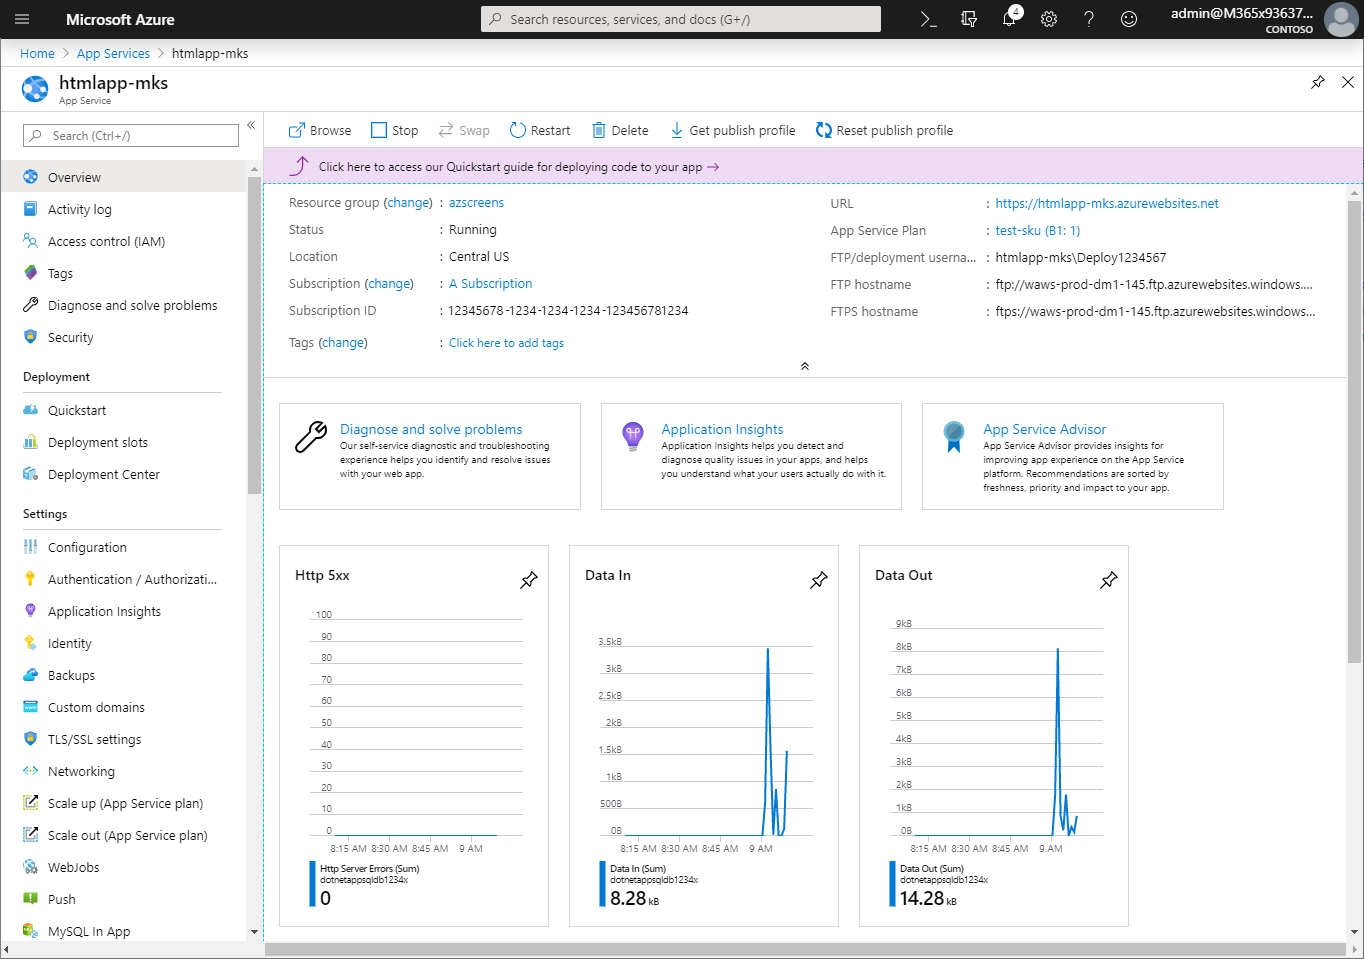 Microsoft Azure
Search resources, services, and docs (G+/)
4
admin@M365x93637...
CONTOSO
Home > App Services > htmlapp-mks
htmlapp-mks
App Service
Search (Ctrl+/)
Overview
Activity log
Access control (IAM)
Tags
Diagnose and solve problems
Security
Deployment
Quickstart
Deployment slots
Deployment Center
Settings
Configuration
Authentication / Authorizati...
Application Insights
Identity
Backups
Custom domains
TLS/SSL settings
Networking
Scale up (App Service plan)
Scale out (App Service plan)
WebJobs
Push
MySQL In App
Browse Stop Swap Restart Delete Get publish profile Reset publish profile
Click here to access our Quickstart guide for deploying code to your app →
Resource group (change) : azscreens
Status : Running
Location : Central US
Subscription (change) : A Subscription
Subscription ID : 12345678-1234-1234-1234-123456781234
Tags (change) : Click here to add tags
URL : https://htmlapp-mks.azurewebsites.net
App Service Plan : test-sku (B1: 1)
FTP/deployment userna... : htmlapp-mks\Deploy1234567
FTP hostname : ftp://waws-prod-dm1-145.ftp.azurewebsites.windows....
FTPS hostname : ftps://waws-prod-dm1-145.ftp.azurewebsites.windows...
Diagnose and solve problems
Our self-service diagnostic and troubleshooting
experience helps you identify and resolve issues
with your web app.
Application Insights
Application Insights helps you detect and
diagnose quality issues in your apps, and helps
you understand what your users actually do with it.
App Service Advisor
App Service Advisor provides insights for
improving app experience on the App Service
platform. Recommendations are sorted by
freshness, priority and impact to your app.
Http 5xx
100
90
80
70
60
50
40
30
20
10
0
8:15 AM 8:30 AM 8:45 AM 9 AM
Http Server Errors (Sum)
dotnetappsqldb1234x
0
Data In
3.5kB
3kB
2.5kB
2kB
1.5kB
1kB
500B
0B
8:15 AM 8:30 AM 8:45 AM 9 AM
Data In (Sum)
dotnetappsqldb1234x
8.28 kB
Data Out
9kB
8kB
7kB
6kB
5kB
4kB
3kB
2kB
1kB
0B
8:15 AM 8:30 AM 8:45 AM 9 AM
Data Out (Sum)
dotnetappsqldb1234x
14.28 kB